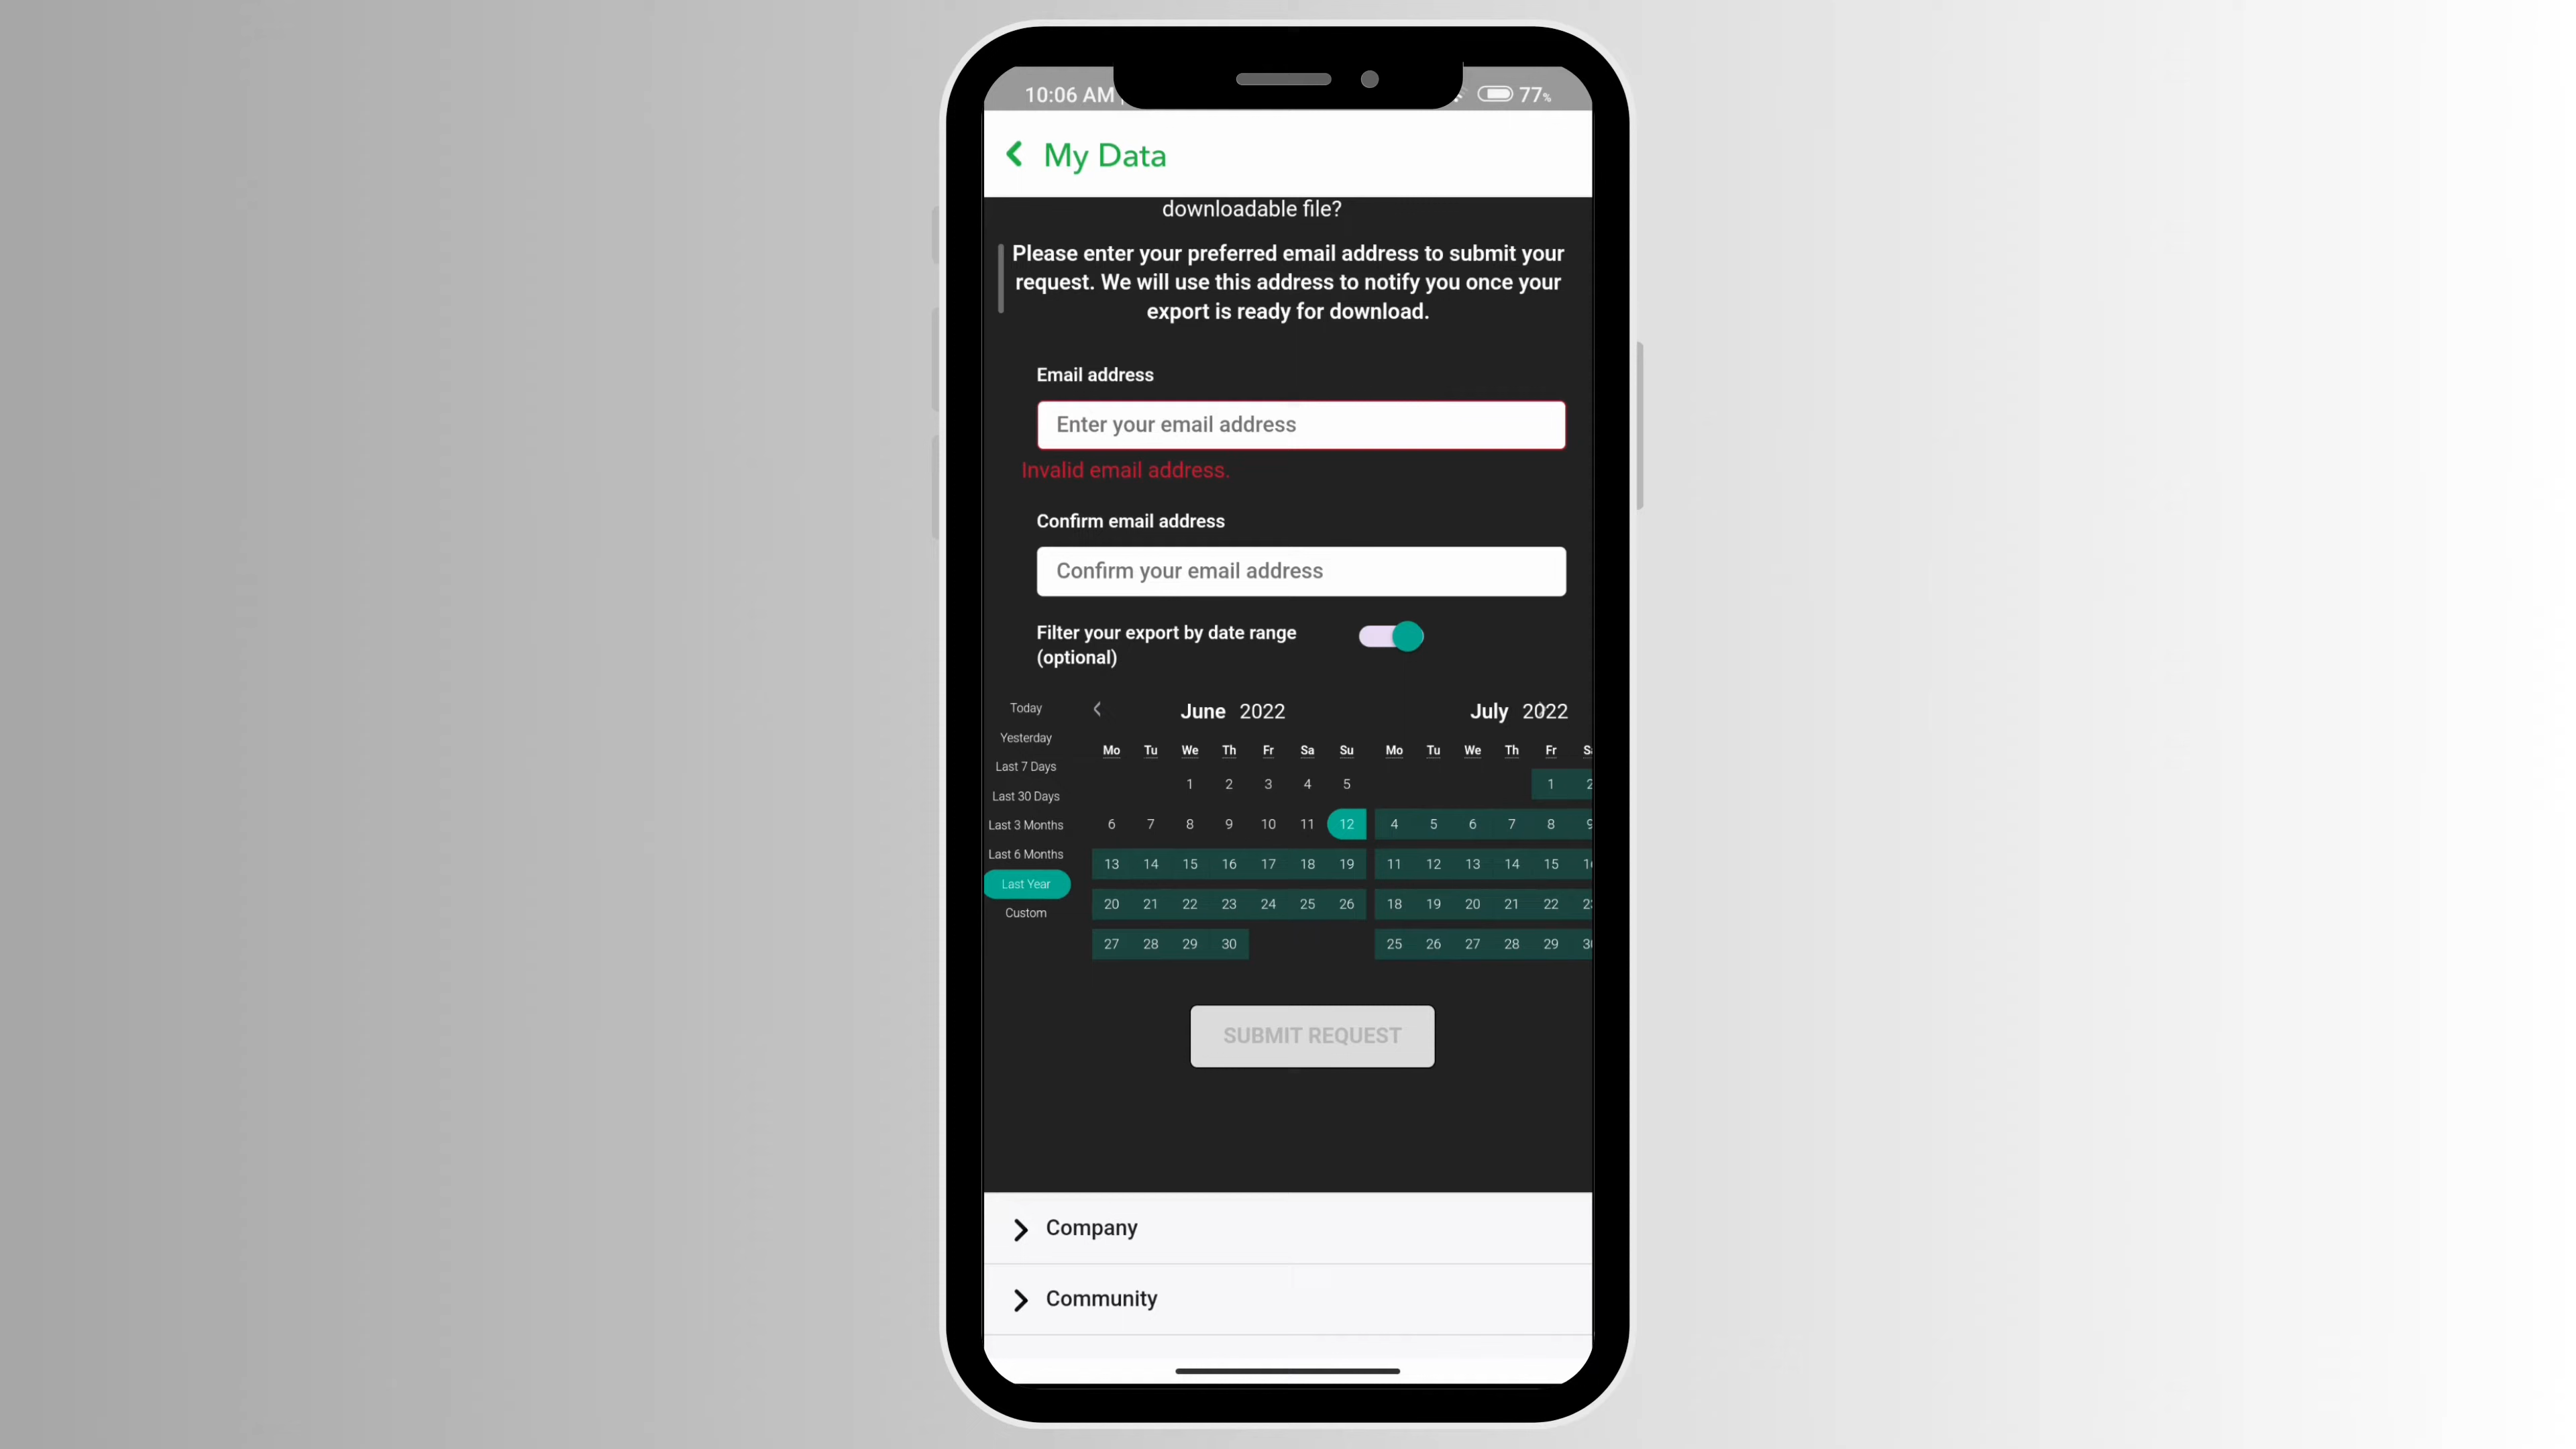 10:06 AM
77%
My Data
downloadable file?
Please enter your preferred email address to submit your
request. We will use this address to notify you once your
export is ready for download.
Email address
Enter your email address
Invalid email address.
Confirm email address
Confirm your email address
Filter your export by date range
(optional)
Today
Yesterday
Last 7 Days
Last 30 Days
Last 3 Months
Last 6 Months
Last Year
Custom
June 2022
Mo Tu We Th Fr Sa Su
1 2 3 4 5
6 7 8 9 10 11 12
13 14 15 16 17 18 19
20 21 22 23 24 25 26
27 28 29 30
July 2022
Mo Tu We Th Fr
1 2
4 5 6 7 8 9
11 12 13 14 15
18 19 20 21 22
25 26 27 28 29
SUBMIT REQUEST
Company
Community